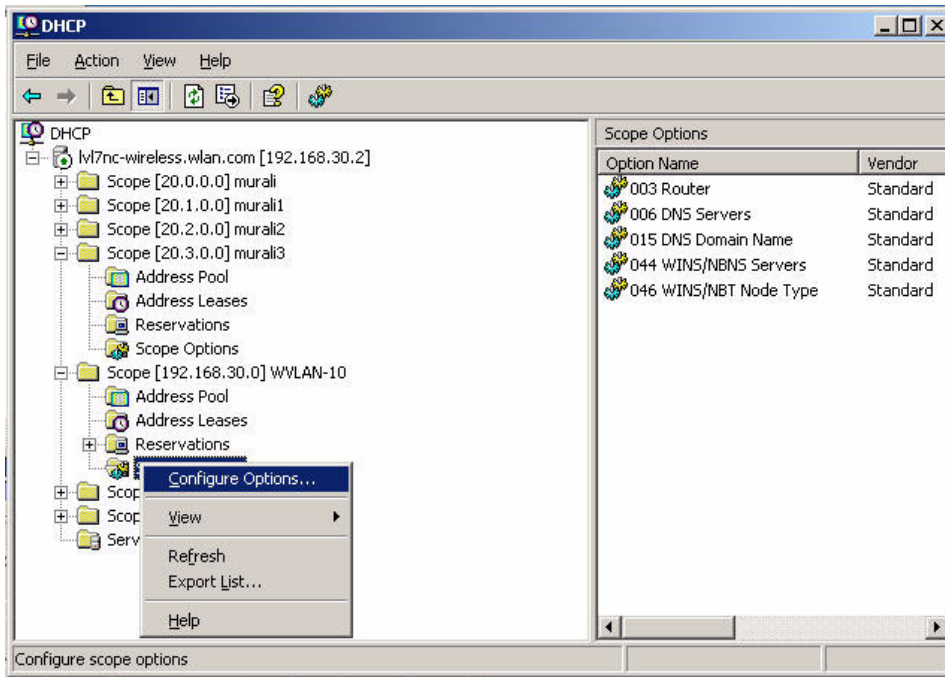 DHCP
File Action View Help
DHCP
lvl7nc-wireless.wlan.com [192.168.30.2]
Scope [20.0.0.0] murali
Scope [20.1.0.0] murali1
Scope [20.2.0.0] murali2
Scope [20.3.0.0] murali3
Address Pool
Address Leases
Reservations
Scope Options
Scope [192.168.30.0] WVLAN-10
Address Pool
Address Leases
Reservations
Scop
Scop
Serv
Configure Options...
View
Refresh
Export List...
Help
Scope Options
Option Name Vendor
003 Router Standard
006 DNS Servers Standard
015 DNS Domain Name Standard
044 WINS/NBNS Servers Standard
046 WINS/NBT Node Type Standard
Configure scope options